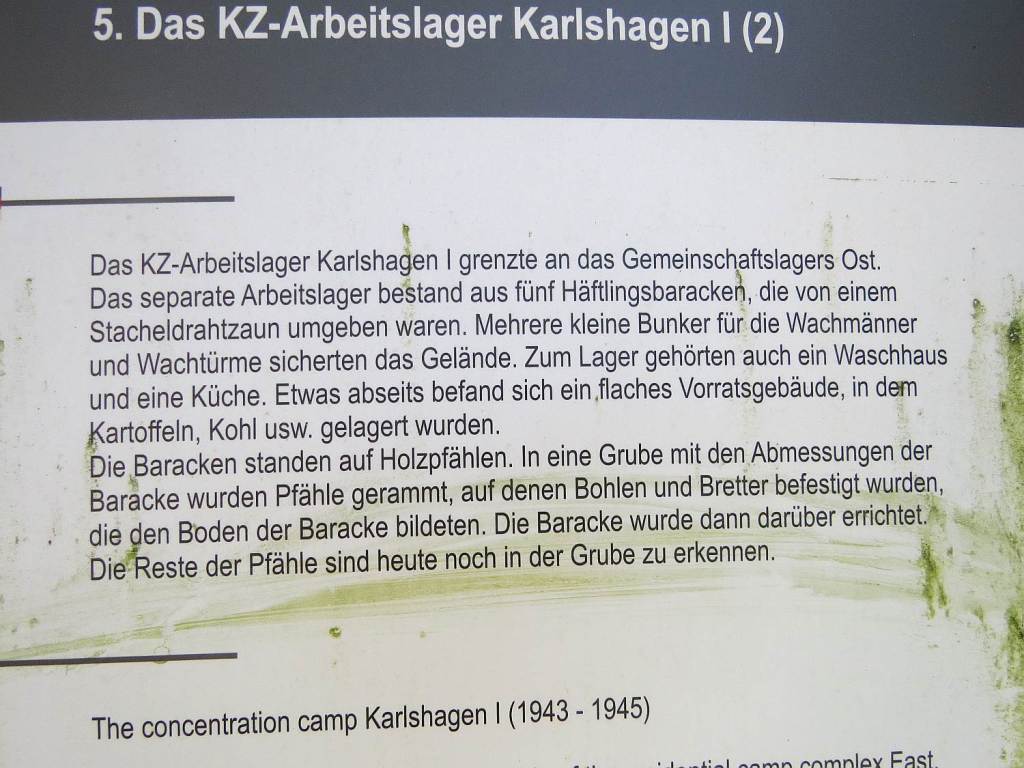 5. Das KZ-Arbeitslager Karlshagen I (2)
Das KZ-Arbeitslager Karlshagen I grenzte an das Gemeinschaftslagers Ost.
Das separate Arbeitslager bestand aus fünf Häftlingsbaracken, die von einem
Stacheldrahtzaun umgeben waren. Mehrere kleine Bunker für die Wachmänner
und Wachtürme sicherten das Gelände. Zum Lager gehörten auch ein Waschhaus
und eine Küche. Etwas abseits befand sich ein flaches Vorratsgebäude, in dem
Kartoffeln, Kohl usw. gelagert wurden.
Die Baracken standen auf Holzpfählen. In eine Grube mit den Abmessungen der
Baracke wurden Pfähle gerammt, auf denen Bohlen und Bretter befestigt wurden,
die den Boden der Baracke bildeten. Die Baracke wurde dann darüber errichtet.
Die Reste der Pfähle sind heute noch in der Grube zu erkennen.
The concentration camp Karlshagen I (1943 - 1945)
of the residential camp complex East.